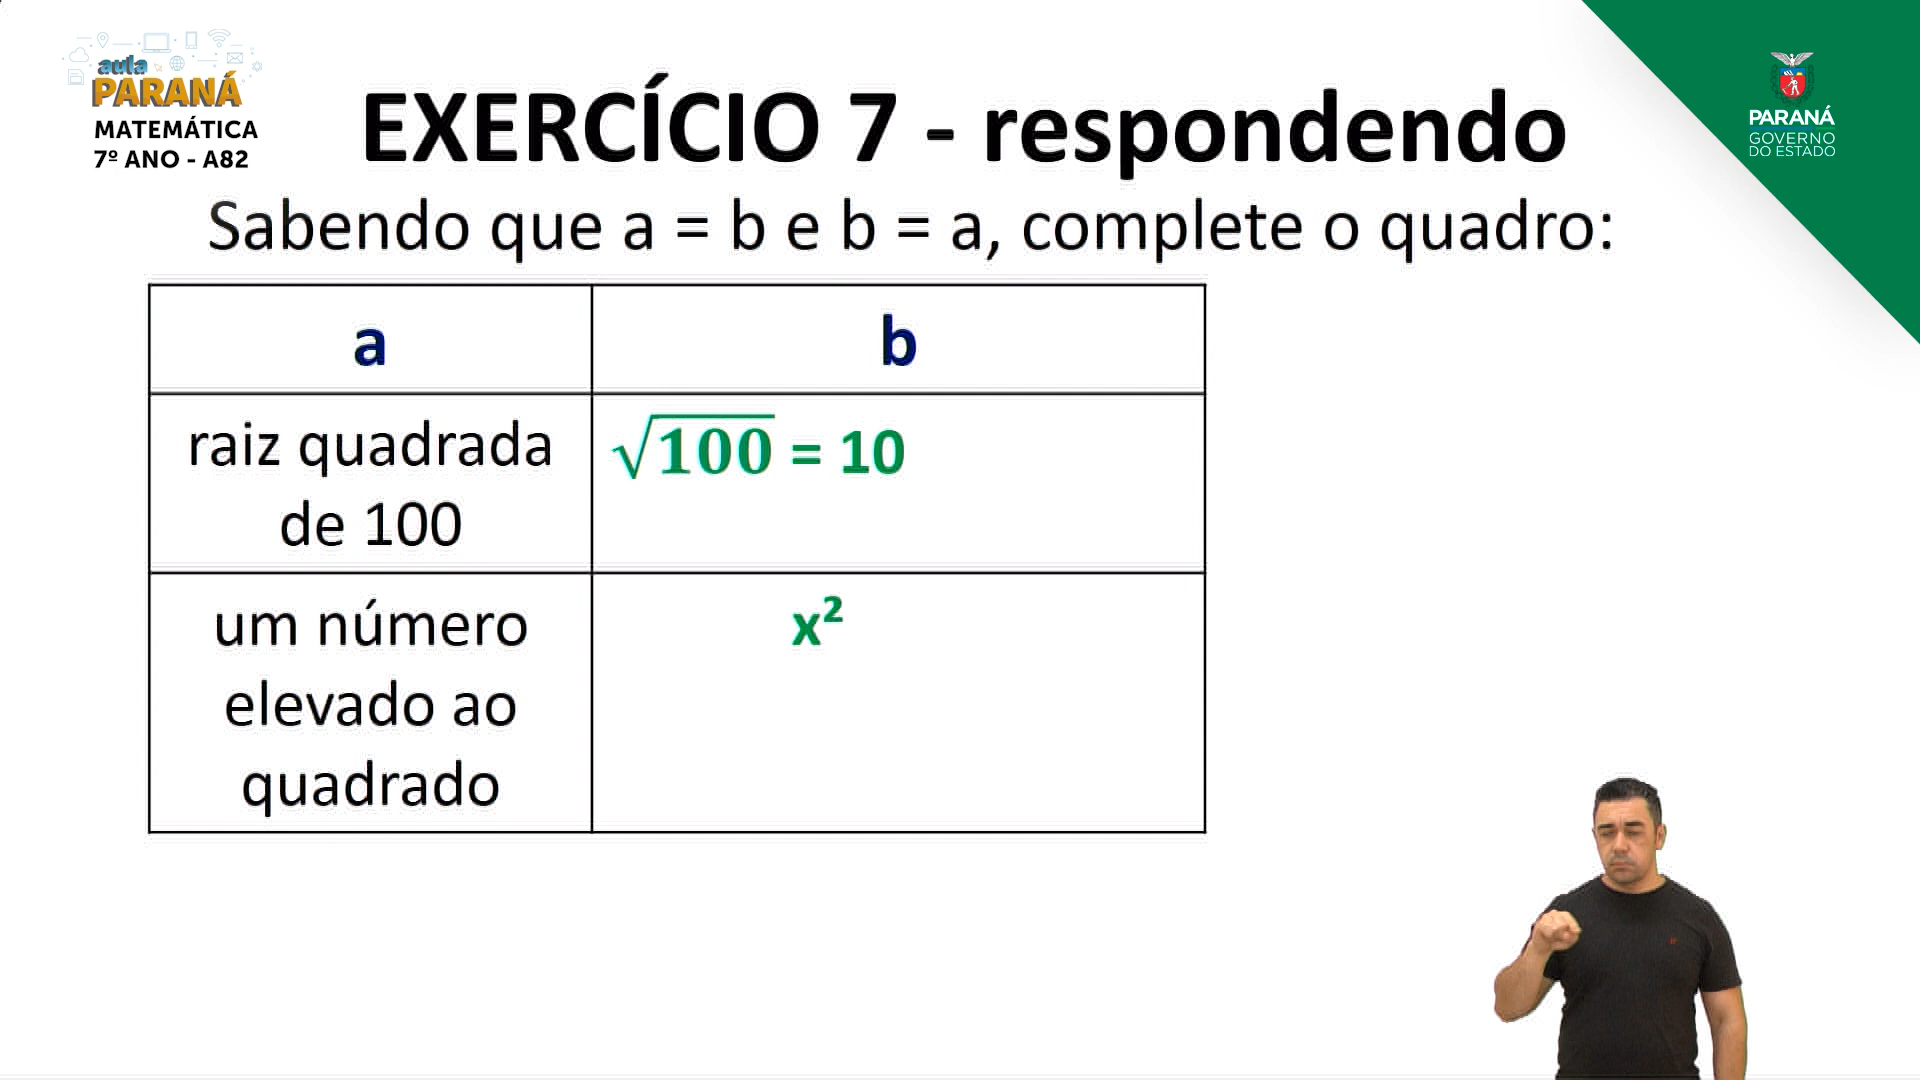 aula
PARANÁ
MATEMÁTICA
7º ANO - A82
EXERCÍCIO 7 - respondendo
PARANÁ
GOVERNO
DO ESTADO
Sabendo que a = b e b = a, complete o quadro:
a
b
raiz quadrada
de 100
√100 = 10
um número
elevado ao
quadrado
x²